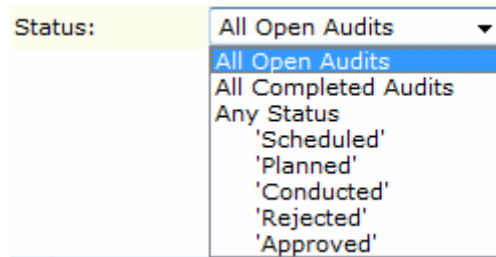 Status: All Open Audits
All Open Audits
All Completed Audits
Any Status
'Scheduled'
'Planned'
'Conducted'
'Rejected'
'Approved'